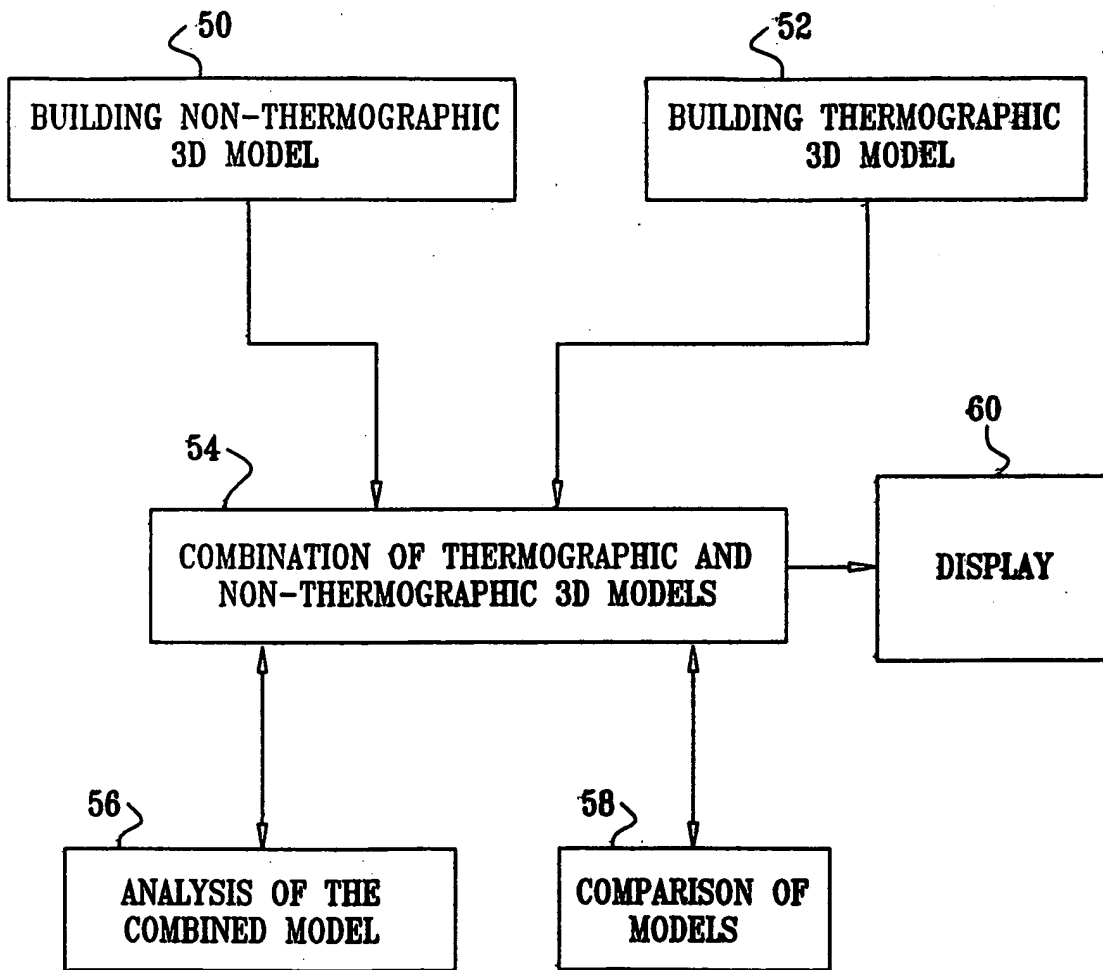 50
52
BUILDING NON-THERMOGRAPHIC
3D MODEL
BUILDING THERMOGRAPHIC
3D MODEL
54
60
COMBINATION OF THERMOGRAPHIC AND
NON-THERMOGRAPHIC 3D MODELS
DISPLAY
56
58
ANALYSIS OF THE
COMBINED MODEL
COMPARISON OF
MODELS